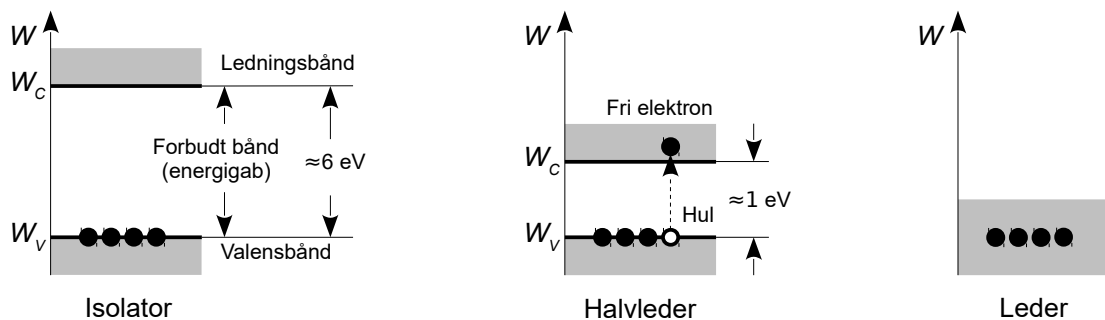 W
W_C
Ledningsbånd
Forbudt bånd
(energigab)
≈6 eV
W_V
Valensbånd
Isolator
W
Fri elektron
W_C
≈1 eV
Hul
W_V
Halvleder
W
Leder